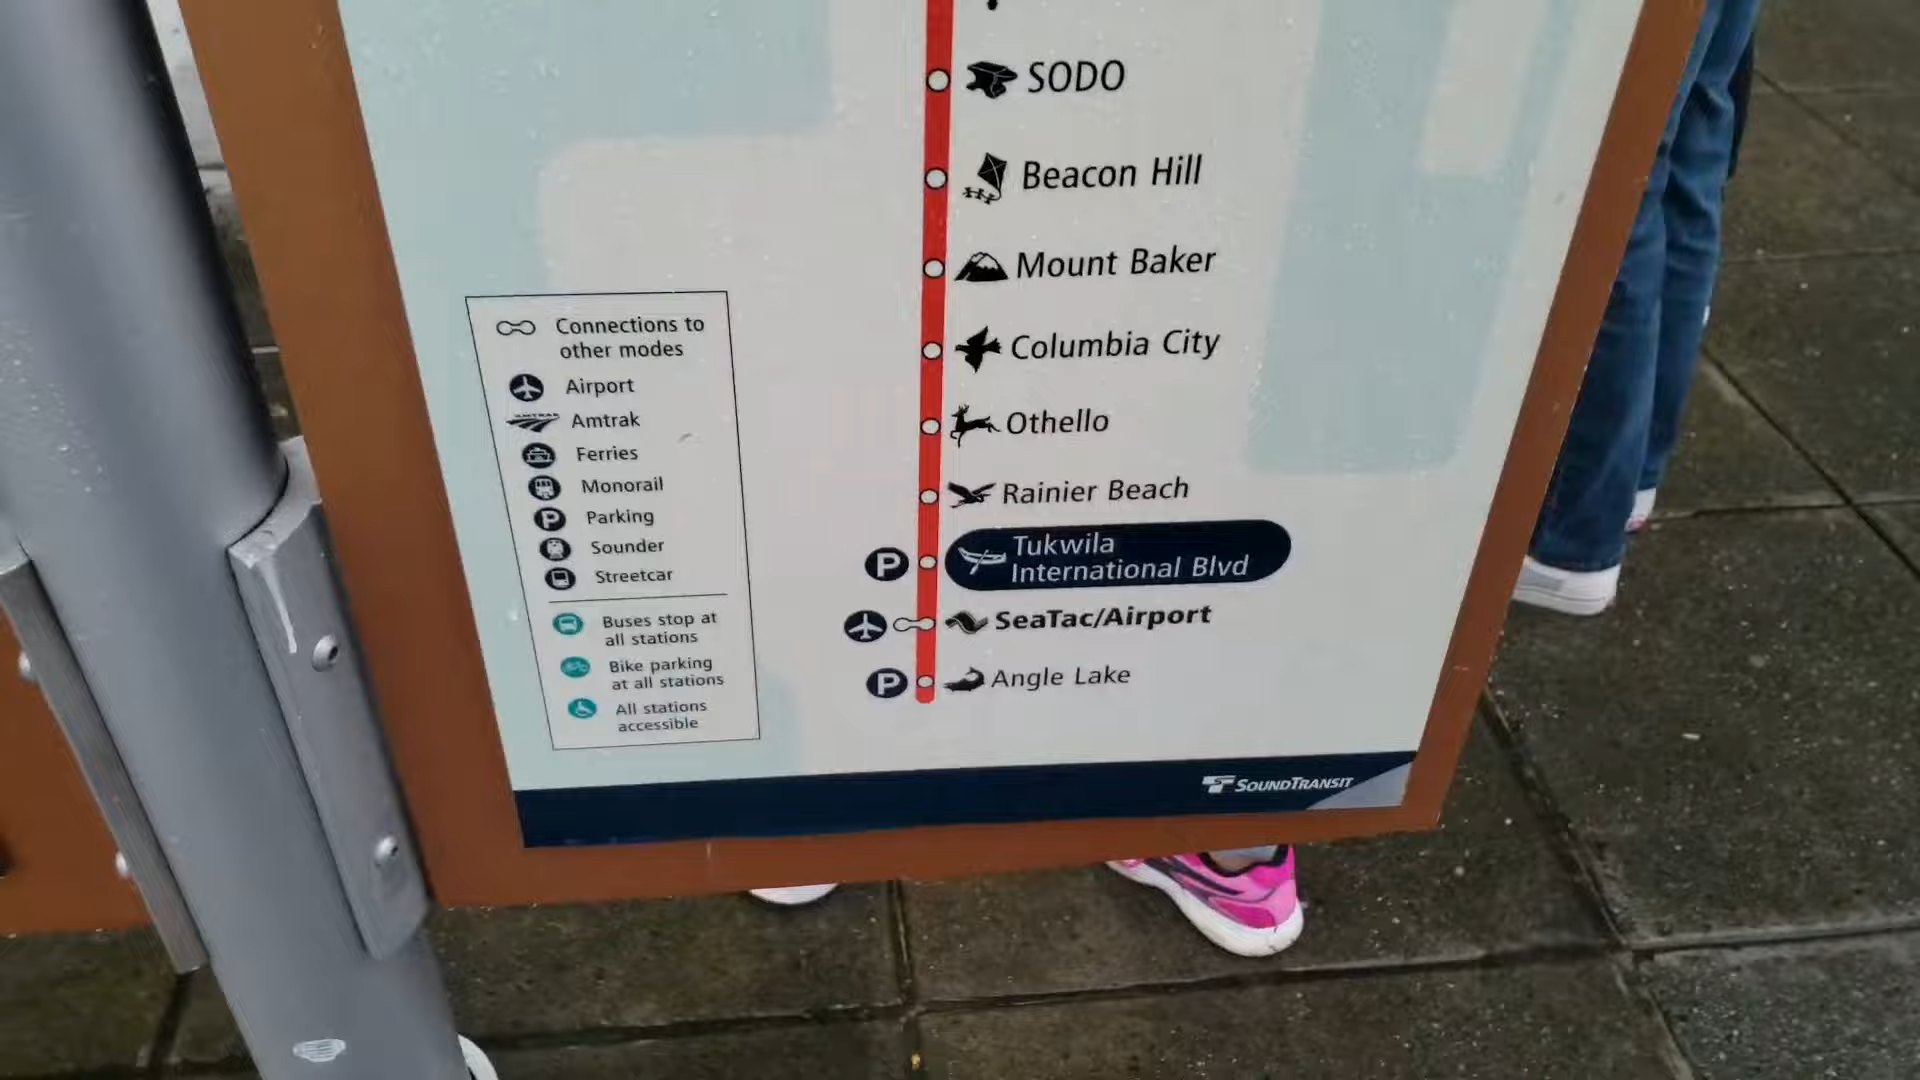 SODO
Beacon Hill
Mount Baker
Columbia City
Othello
Rainier Beach
P
Tukwila
International Blvd
SeaTac/Airport
P
Angle Lake
Connections to
other modes
Airport
AMTRAK
Amtrak
Ferries
Monorail
P
Parking
Sounder
Streetcar
Buses stop at
all stations
Bike parking
at all stations
All stations
accessible
T SOUNDTRANSIT